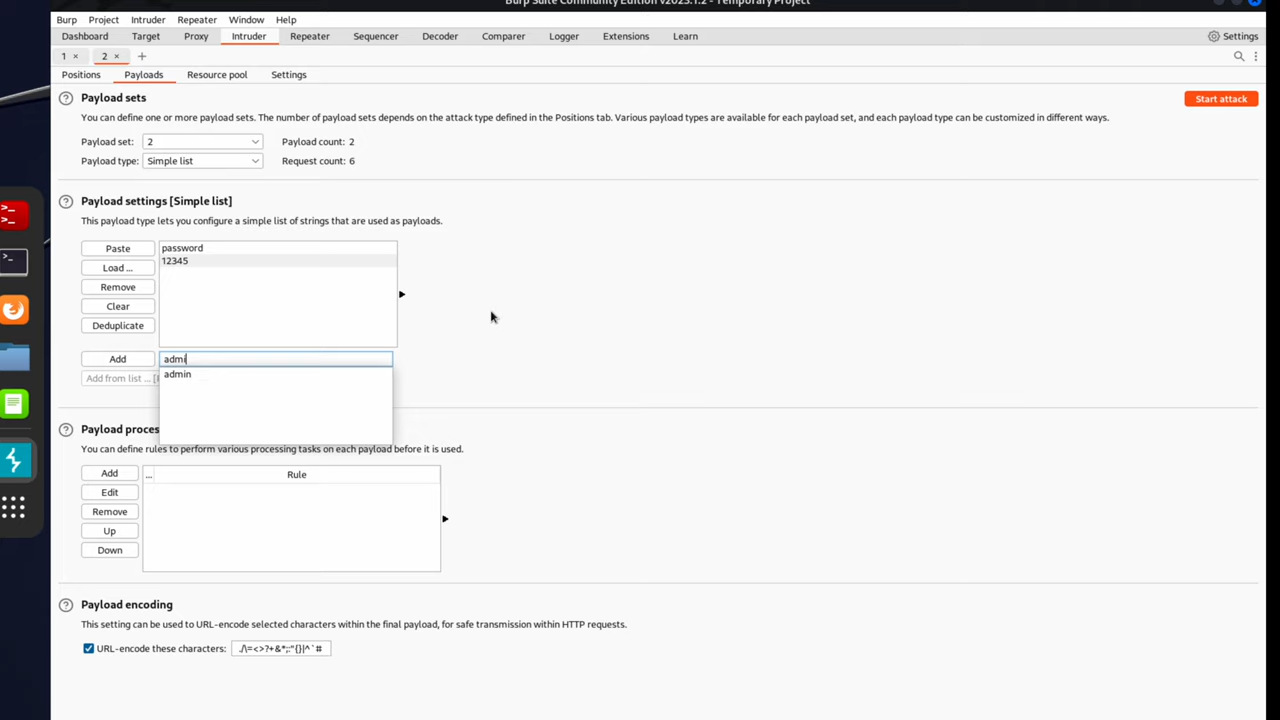 Burp Suite Community Edition v2023.1.2 - Temporary Project
Burp Project Intruder Repeater Window Help
Dashboard Target Proxy Intruder Repeater Sequencer Decoder Comparer Logger Extensions Learn Settings
1 × 2 × +
Positions Payloads Resource pool Settings
? Payload sets
Start attack
You can define one or more payload sets. The number of payload sets depends on the attack type defined in the Positions tab. Various payload types are available for each payload set, and each payload type can be customized in different ways.
Payload set: 2 Payload count: 2
Payload type: Simple list Request count: 6
? Payload settings [Simple list]
This payload type lets you configure a simple list of strings that are used as payloads.
Paste password
12345
Load ...
Remove
Clear
Deduplicate
Add admi
admin
Add from list ... [
? Payload proces
You can define rules to perform various processing tasks on each payload before it is used.
Add ... Rule
Edit
Remove
Up
Down
? Payload encoding
This setting can be used to URL-encode selected characters within the final payload, for safe transmission within HTTP requests.
URL-encode these characters: ./\=<>?+&*;:"{}|^`#